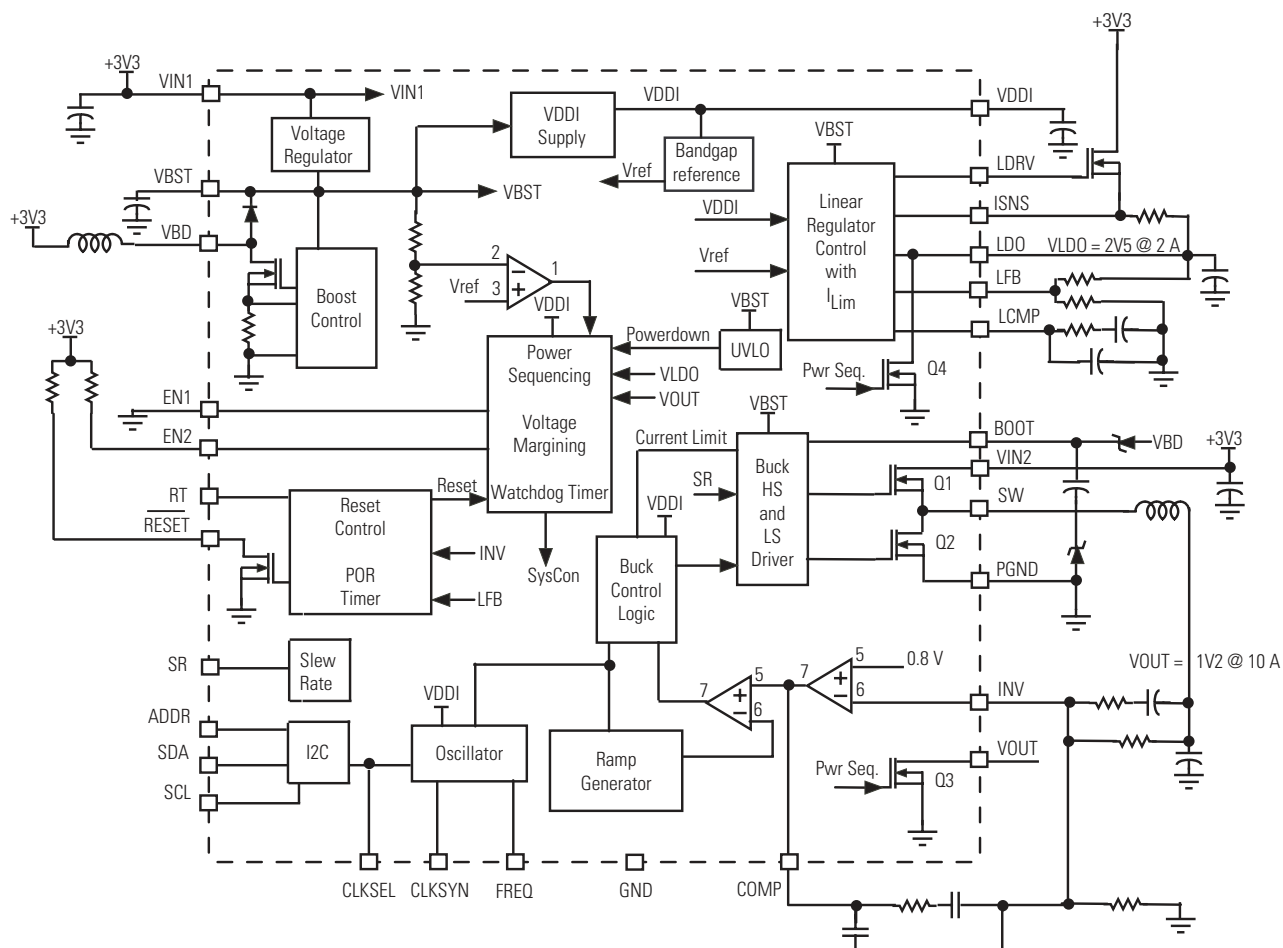 +3V3
+3V3
VIN1
VIN1
VDDI
Supply
VDDI
VDDI
Voltage
Regulator
Bandgap
reference
Vref
VBST
LDRV
VBST
VBST
ISNS
+3V3
VBD
VDDI
Linear
Regulator
Control
with
ILim
LDO
VLDO = 2V5 @ 2 A
Vref
LFB
2
1
Vref
3
VDDI
Boost
Control
VBST
LCMP
+3V3
Powerdown
UVLO
Power
Sequencing
VLDO
VOUT
Pwr Seq.
Q4
EN1
Voltage
Margining
VBST
BOOT
VBD
+3V3
EN2
Current Limit
VIN2
Buck
HS
and
LS
Driver
Q1
RT
Reset
Watchdog Timer
SR
SW
Reset
Control
VDDI
RESET
Q2
INV
SysCon
Buck
Control
Logic
PGND
POR
Timer
LFB
SR
Slew
Rate
5
0.8 V
VOUT = 1V2 @ 10 A
7
5
7
6
INV
6
VDDI
ADDR
I2C
Oscillator
SDA
Ramp
Generator
VOUT
Pwr Seq.
Q3
SCL
CLKSEL
CLKSYN
FREQ
GND
COMP